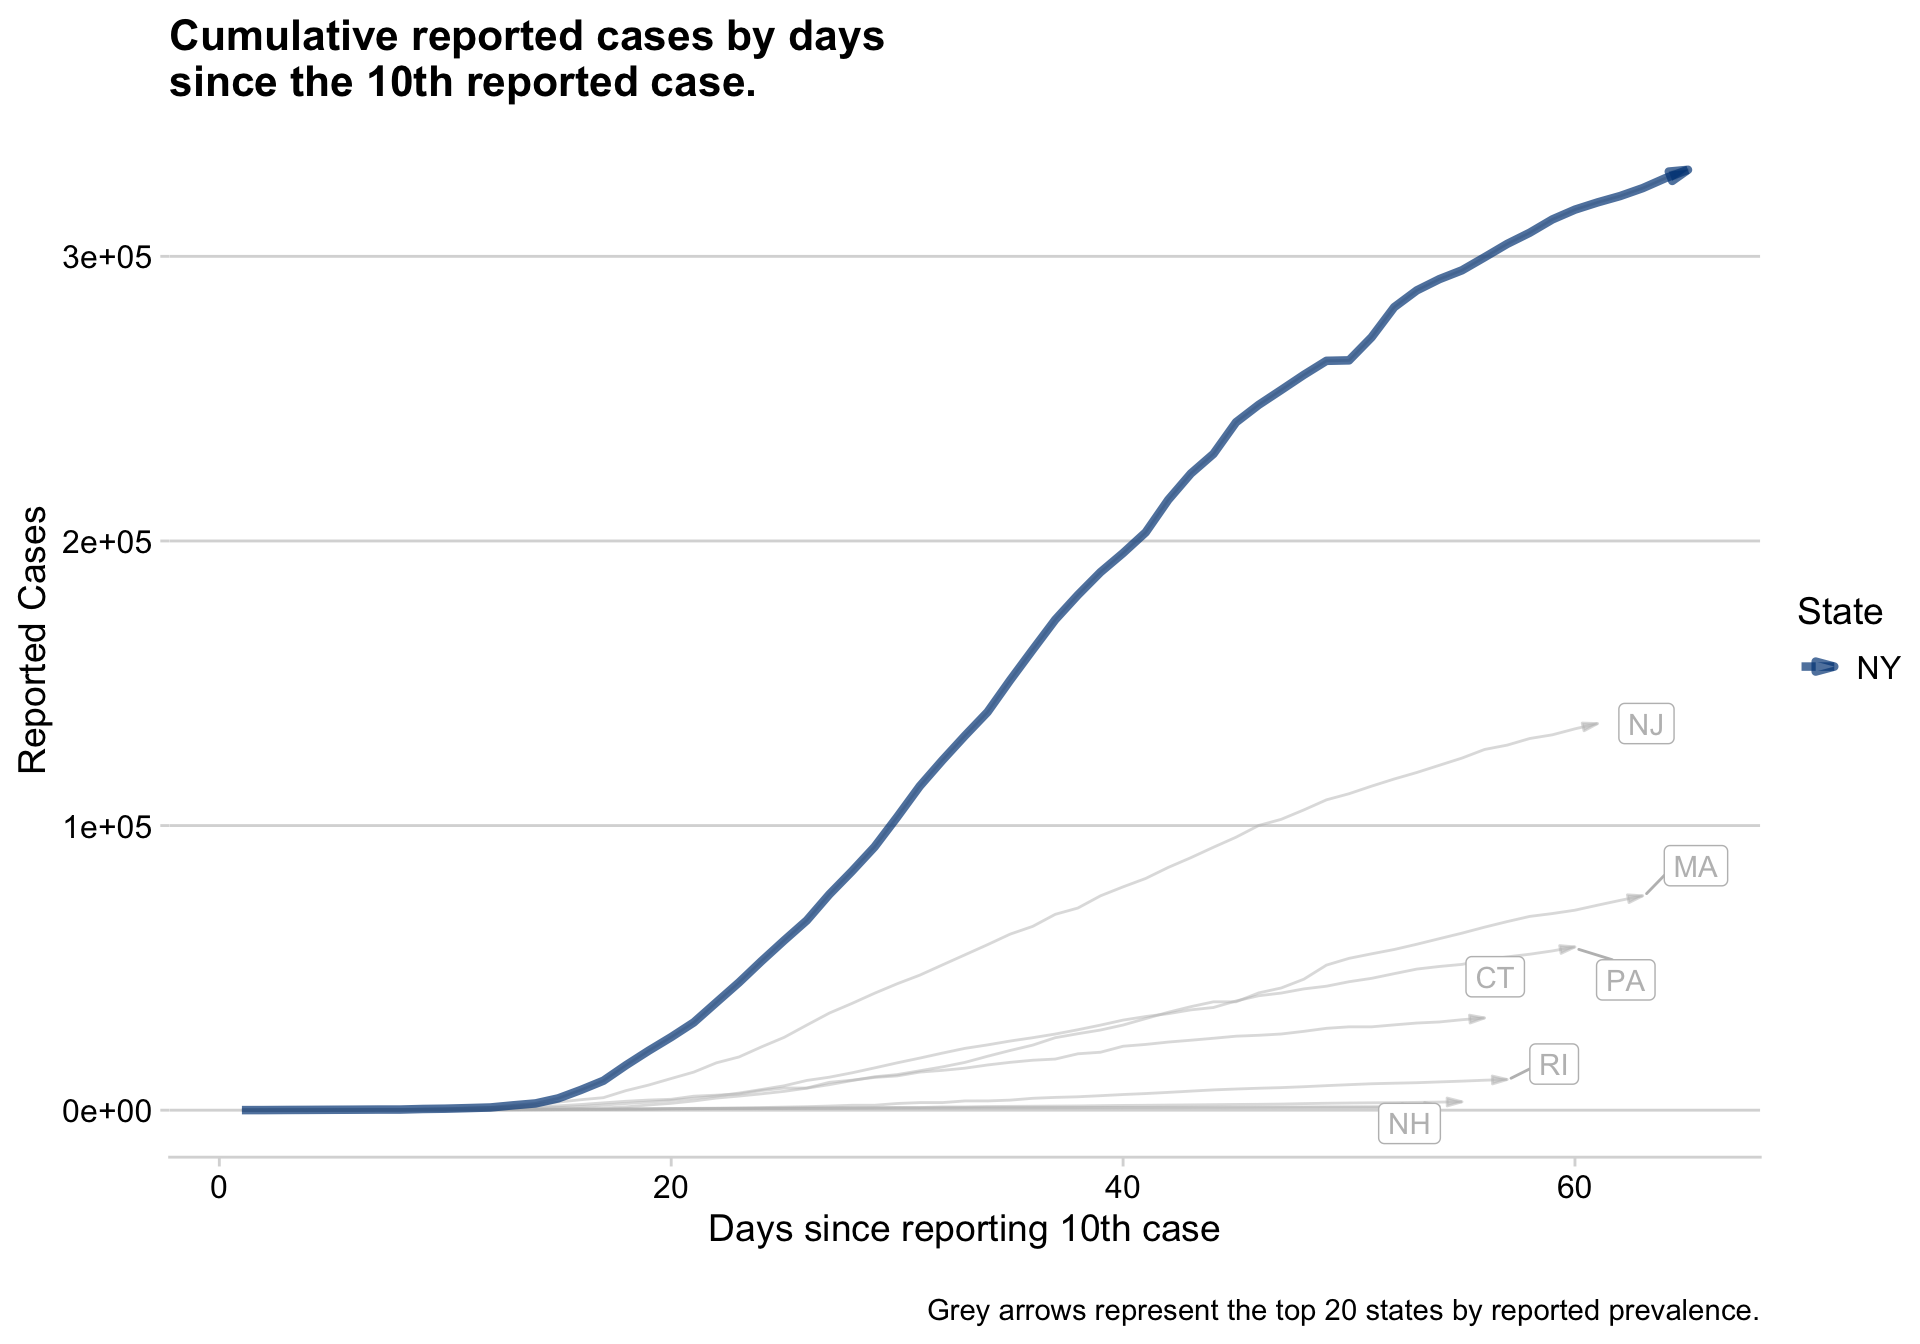 Cumulative reported cases by days
since the 10th reported case.
3e+05
2e+05
1e+05
0e+00
Reported Cases
NJ
MA
CT
PA
RI
NH
State
NY
0 20 40 60
Days since reporting 10th case
Grey arrows represent the top 20 states by reported prevalence.